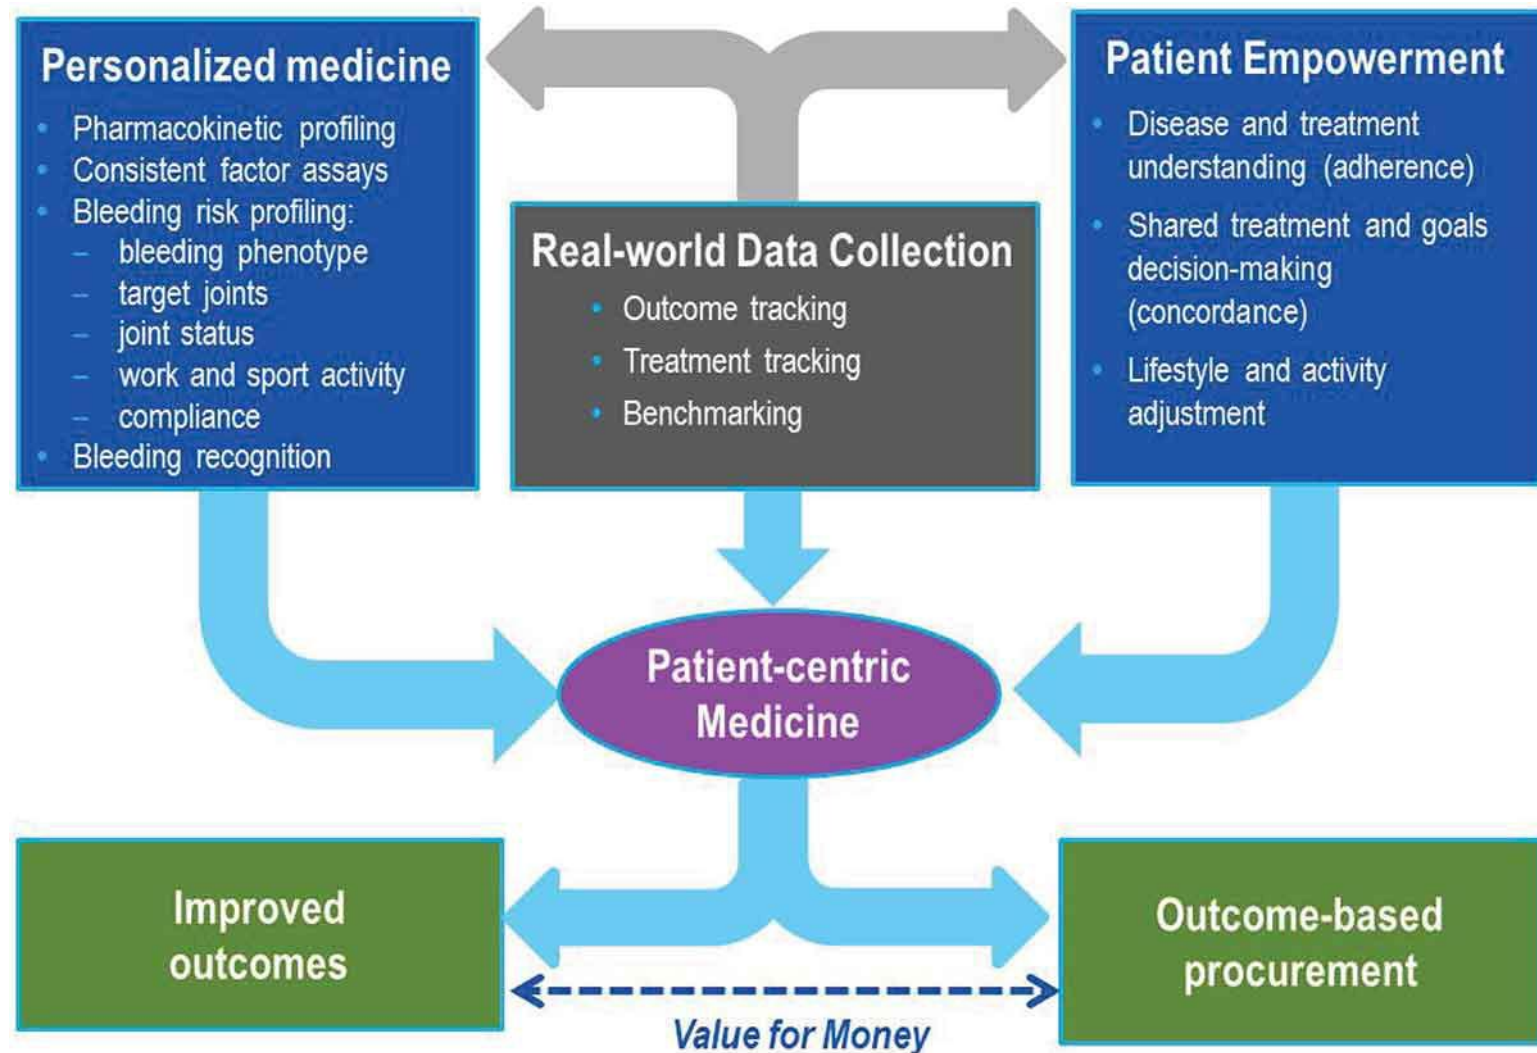 Personalized medicine
• Pharmacokinetic profiling
• Consistent factor assays
• Bleeding risk profiling:
– bleeding phenotype
– target joints
– joint status
– work and sport activity
– compliance
• Bleeding recognition
Real-world Data Collection
• Outcome tracking
• Treatment tracking
• Benchmarking
Patient Empowerment
• Disease and treatment
understanding (adherence)
• Shared treatment and goals
decision-making
(concordance)
• Lifestyle and activity
adjustment
Patient-centric
Medicine
Improved
outcomes
Outcome-based
procurement
Value for Money